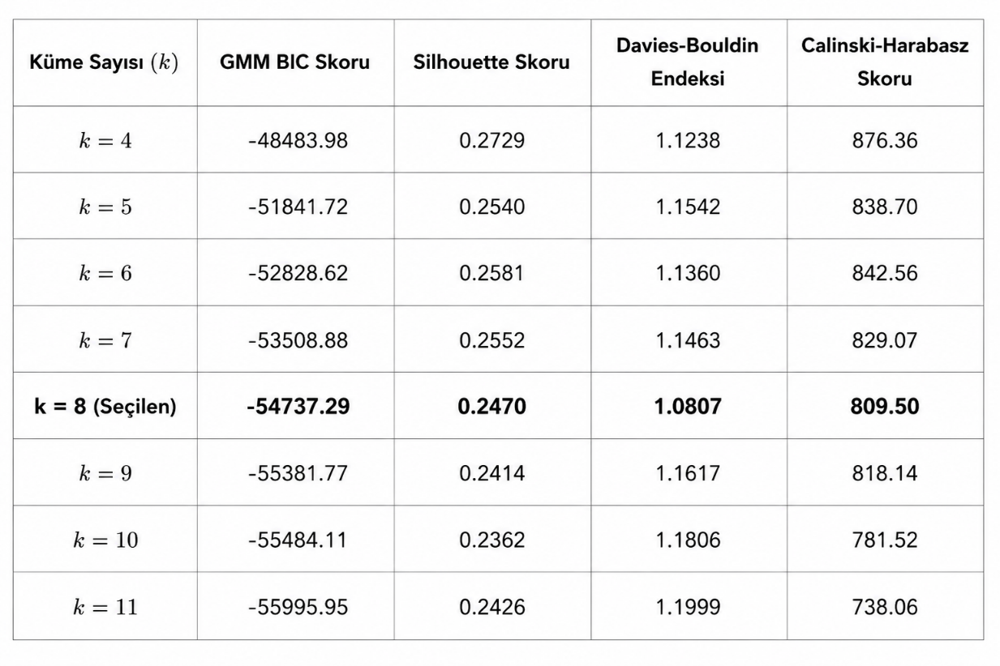 Küme Sayısı (k) GMM BIC Skoru Silhouette Skoru Davies-Bouldin Endeksi Calinski-Harabasz Skoru
k = 4 -48483.98 0.2729 1.1238 876.36
k = 5 -51841.72 0.2540 1.1542 838.70
k = 6 -52828.62 0.2581 1.1360 842.56
k = 7 -53508.88 0.2552 1.1463 829.07
k = 8 (Seçilen) -54737.29 0.2470 1.0807 809.50
k = 9 -55381.77 0.2414 1.1617 818.14
k = 10 -55484.11 0.2362 1.1806 781.52
k = 11 -55995.95 0.2426 1.1999 738.06